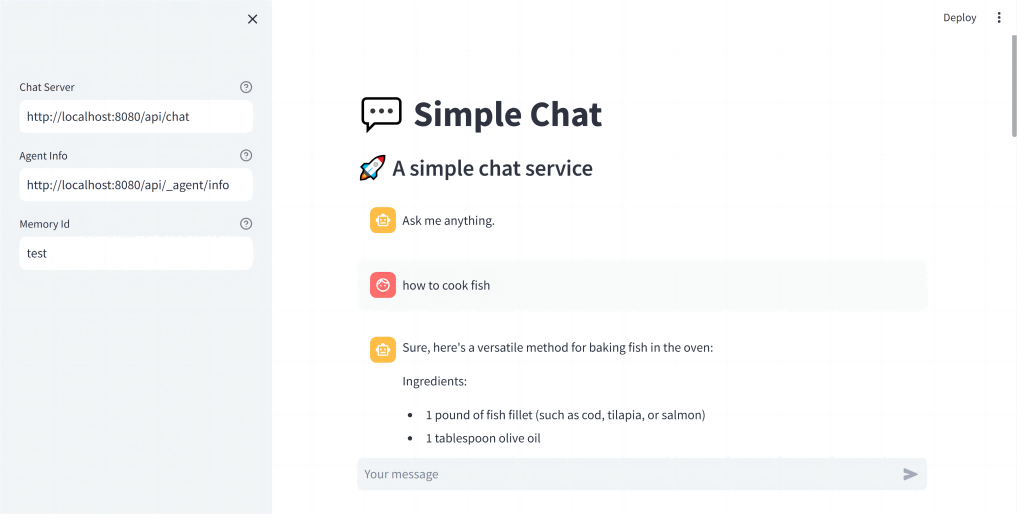 Deploy
Chat Server
http://localhost:8080/api/chat
Agent Info
http://localhost:8080/api/_agent/info
Memory Id
test
Simple Chat
A simple chat service
Ask me anything.
how to cook fish
Sure, here's a versatile method for baking fish in the oven:
Ingredients:
1 pound of fish fillet (such as cod, tilapia, or salmon)
1 tablespoon olive oil
Your message